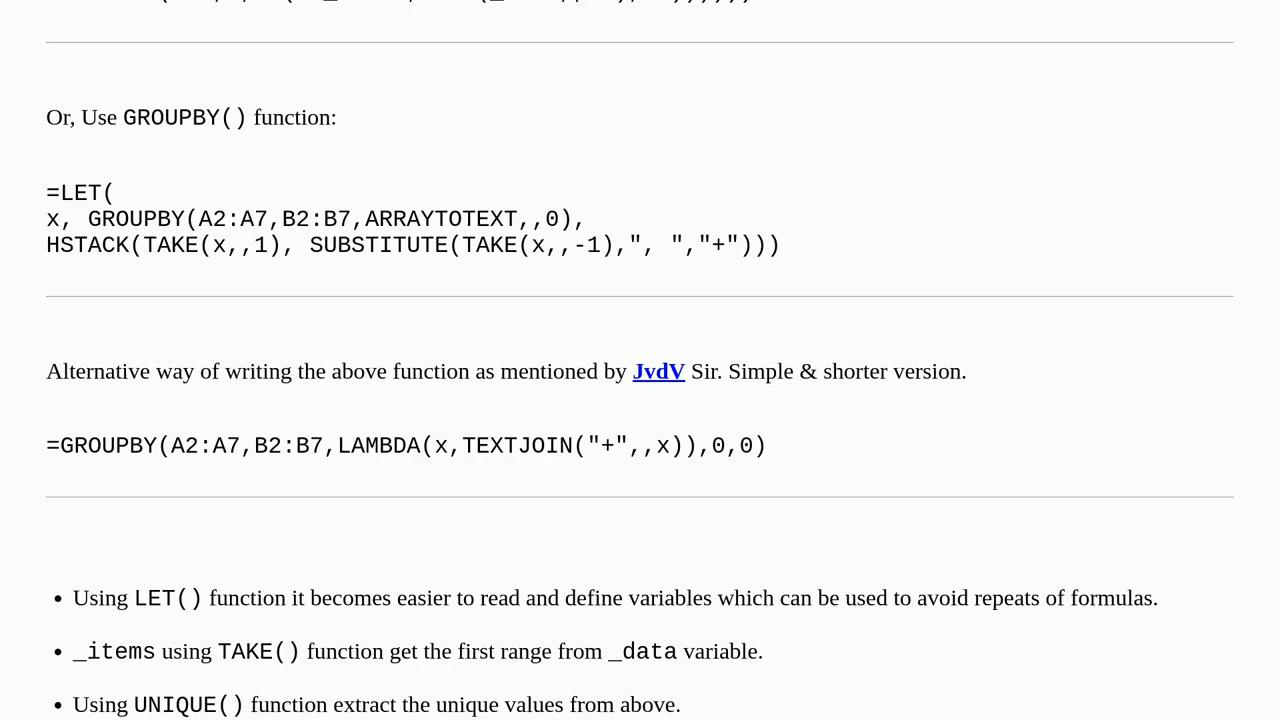 Or, Use GROUPBY() function:
=LET(
x, GROUPBY(A2:A7,B2:B7,ARRAYTOTEXT,,0),
HSTACK(TAKE(x,,1), SUBSTITUTE(TAKE(x,,-1),", ","+")))
Alternative way of writing the above function as mentioned by JvdV Sir. Simple & shorter version.
=GROUPBY(A2:A7,B2:B7,LAMBDA(x,TEXTJOIN("+",,x)),0,0)
• Using LET() function it becomes easier to read and define variables which can be used to avoid repeats of formulas.
• _items using TAKE() function get the first range from _data variable.
• Using UNIQUE() function extract the unique values from above.